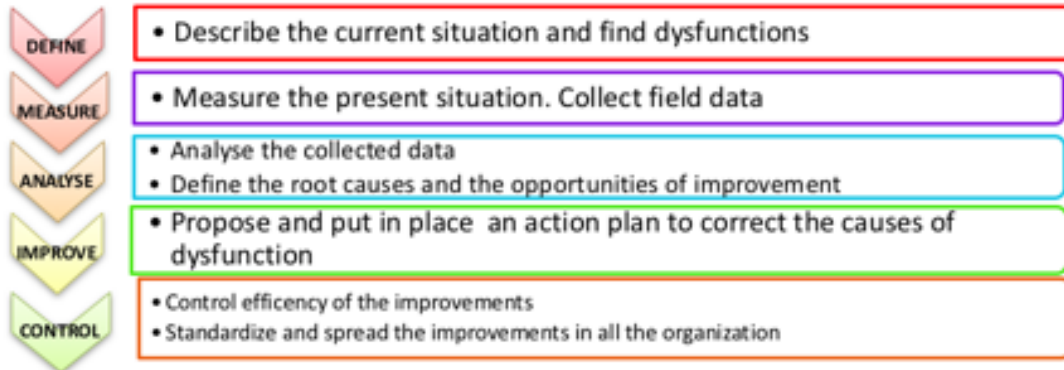 DEFINE
• Describe the current situation and find dysfunctions
MEASURE
• Measure the present situation. Collect field data
ANALYSE
• Analyse the collected data
• Define the root causes and the opportunities of improvement
IMPROVE
• Propose and put in place an action plan to correct the causes of
dysfunction
CONTROL
• Control efficency of the improvements
• Standardize and spread the improvements in all the organization